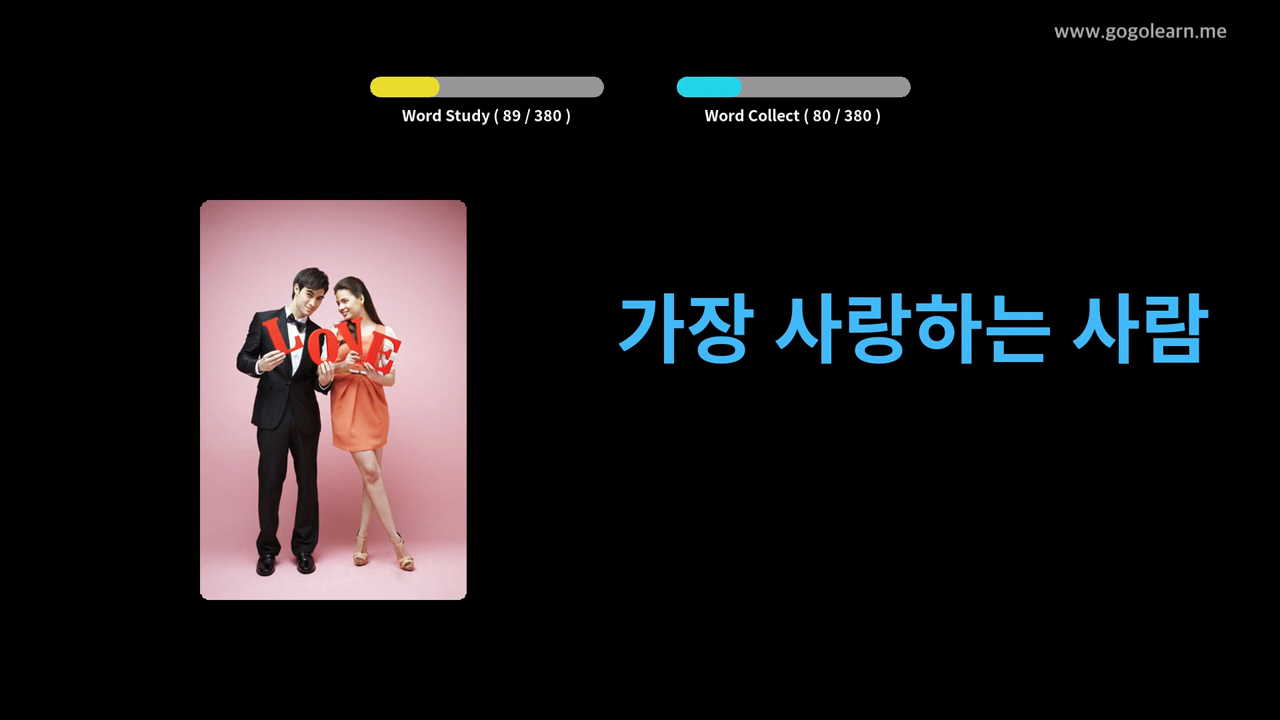 www.gogolearn.me
Word Study ( 89 / 380 )
Word Collect ( 80 / 380 )
LOVE
가장 사랑하는 사람